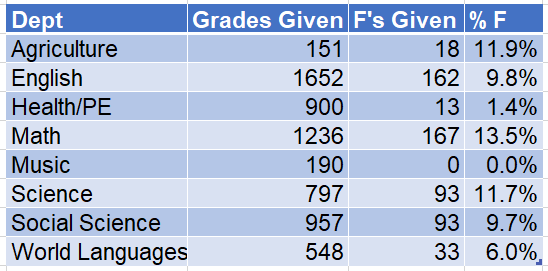 Dept Grades Given F's Given % F
Agriculture 151 18 11.9%
English 1652 162 9.8%
Health/PE 900 13 1.4%
Math 1236 167 13.5%
Music 190 0 0.0%
Science 797 93 11.7%
Social Science 957 93 9.7%
World Languages 548 33 6.0%